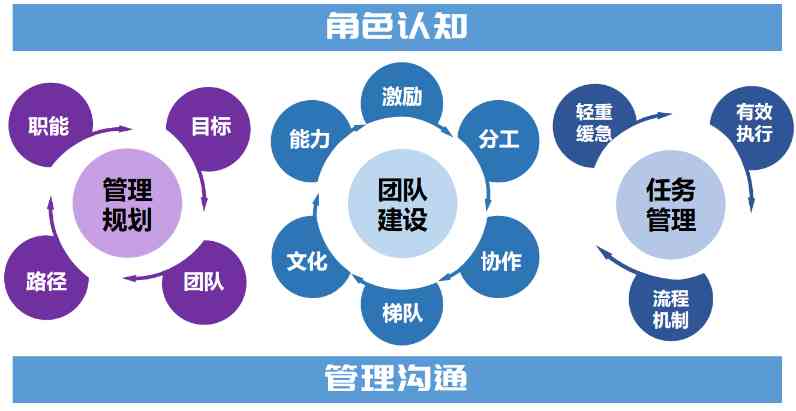 角色认知
职能
目标
管理
规划
路径
团队
激励
能力
分工
团队
建设
文化
协作
梯队
轻重
缓急
有效
执行
任务
管理
流程
机制
管理沟通